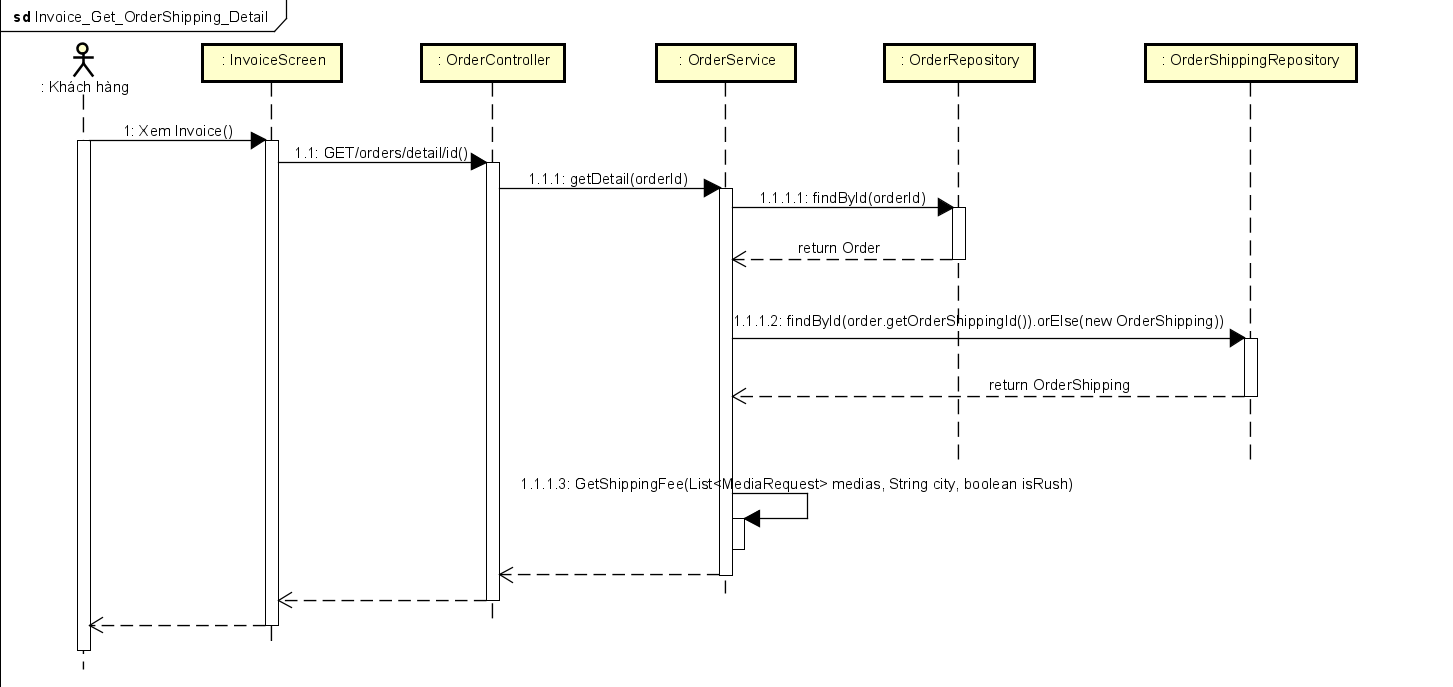 sd Invoice_Get_OrderShipping_Detail
: Khách hàng
: InvoiceScreen
: OrderController
: OrderService
: OrderRepository
: OrderShippingRepository
1: Xem Invoice()
1.1: GET/orders/detail/id()
1.1.1: getDetail(orderId)
1.1.1.1: findById(orderId)
return Order
1.1.1.2: findById(order.getOrderShippingId()).orElse(new OrderShipping))
return OrderShipping
1.1.1.3: GetShippingFee(List<MediaRequest> medias, String city, boolean isRush)